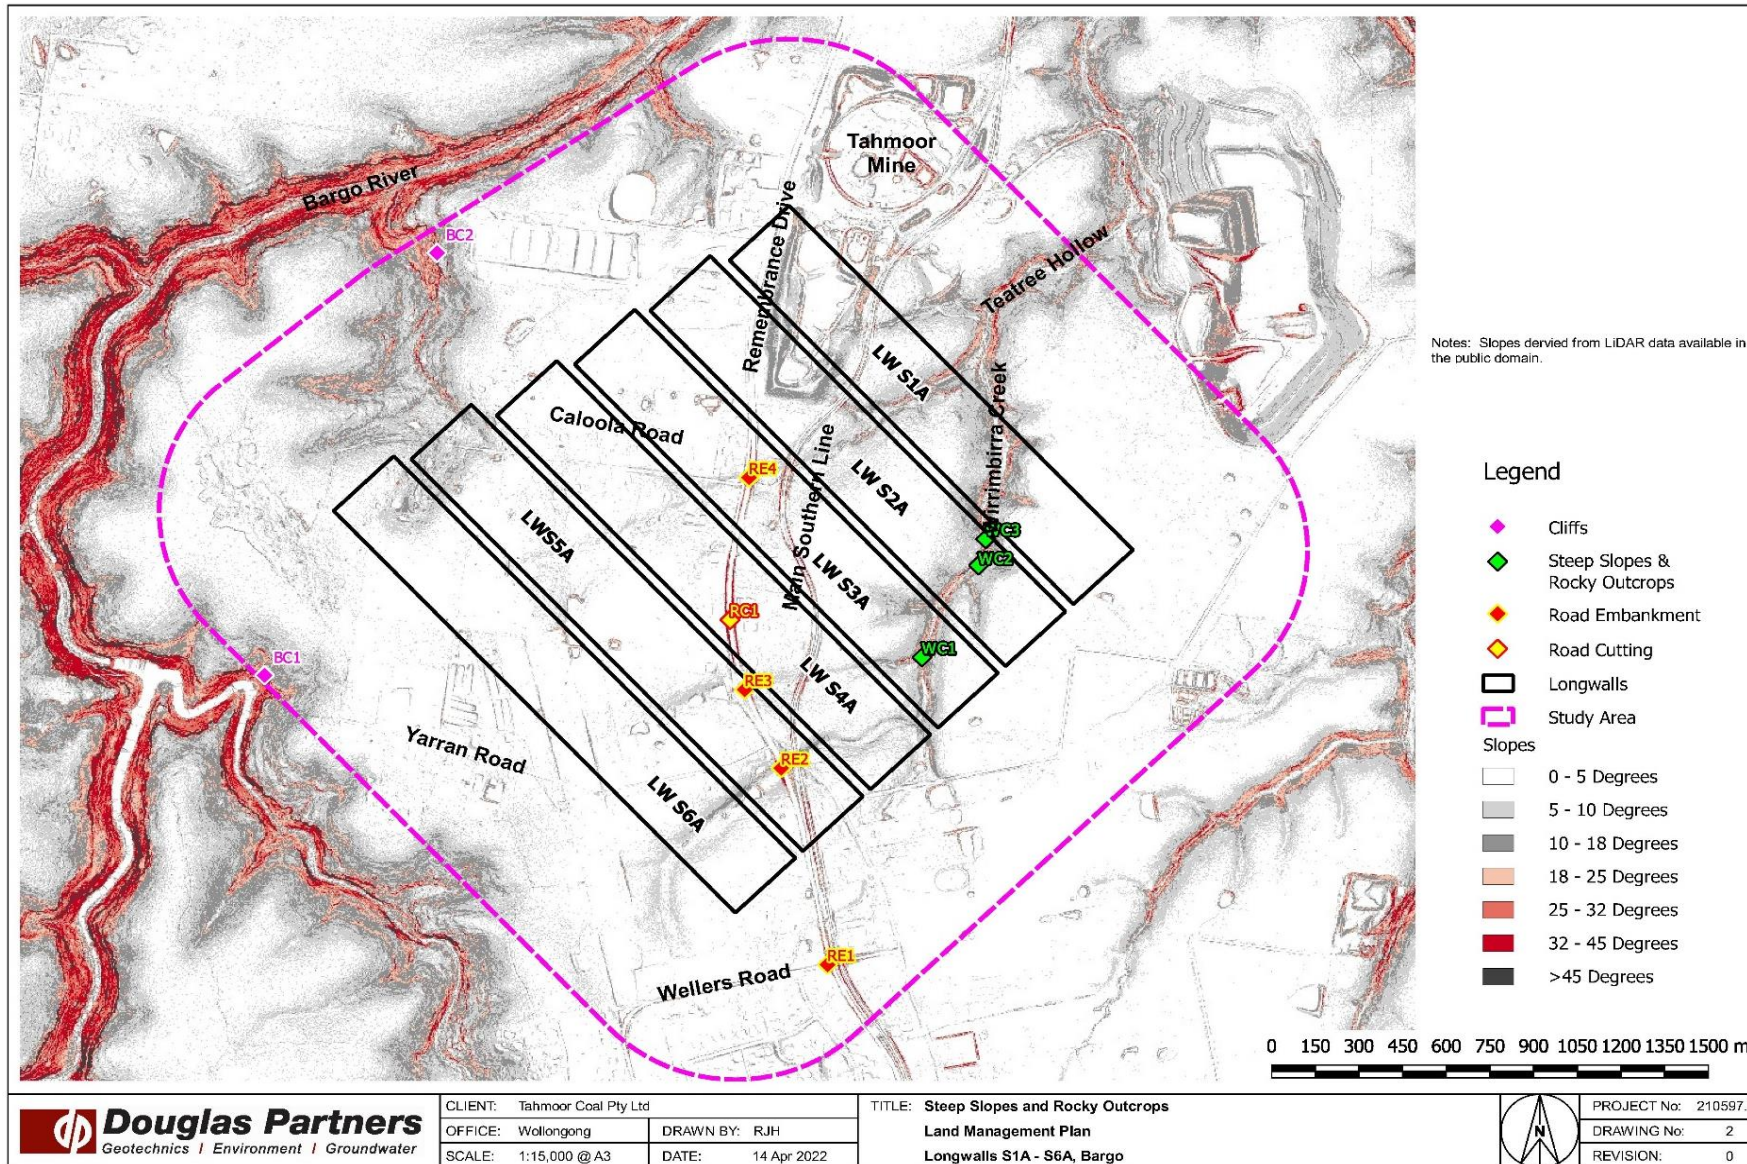 Tahmoor
Mine
Bargo River
BC2
Remembrance Drive
Teatree Hollow
LW S1A
Wirrimbirra Creek
Caloola Road
Main Southern Line
RE4
LW S2A
WC3
WC2
LWS5A
LW S3A
RC1
WC1
BC1
RE3
LW S4A
Yarran Road
RE2
LW S6A
RE1
Wellers Road
Notes: Slopes dervied from LiDAR data available in
the public domain.
Legend
Cliffs
Steep Slopes &
Rocky Outcrops
Road Embankment
Road Cutting
Longwalls
Study Area
Slopes
0 - 5 Degrees
5 - 10 Degrees
10 - 18 Degrees
18 - 25 Degrees
25 - 32 Degrees
32 - 45 Degrees
>45 Degrees
0 150 300 450 600 750 900 1050 1200 1350 1500 m
Douglas Partners
Geotechnics | Environment | Groundwater
CLIENT: Tahmoor Coal Pty Ltd
OFFICE: Wollongong
DRAWN BY: RJH
SCALE: 1:15,000 @ A3
DATE: 14 Apr 2022
TITLE: Steep Slopes and Rocky Outcrops
Land Management Plan
Longwalls S1A - S6A, Bargo
N
PROJECT No: 210597.
DRAWING No: 2
REVISION: 0